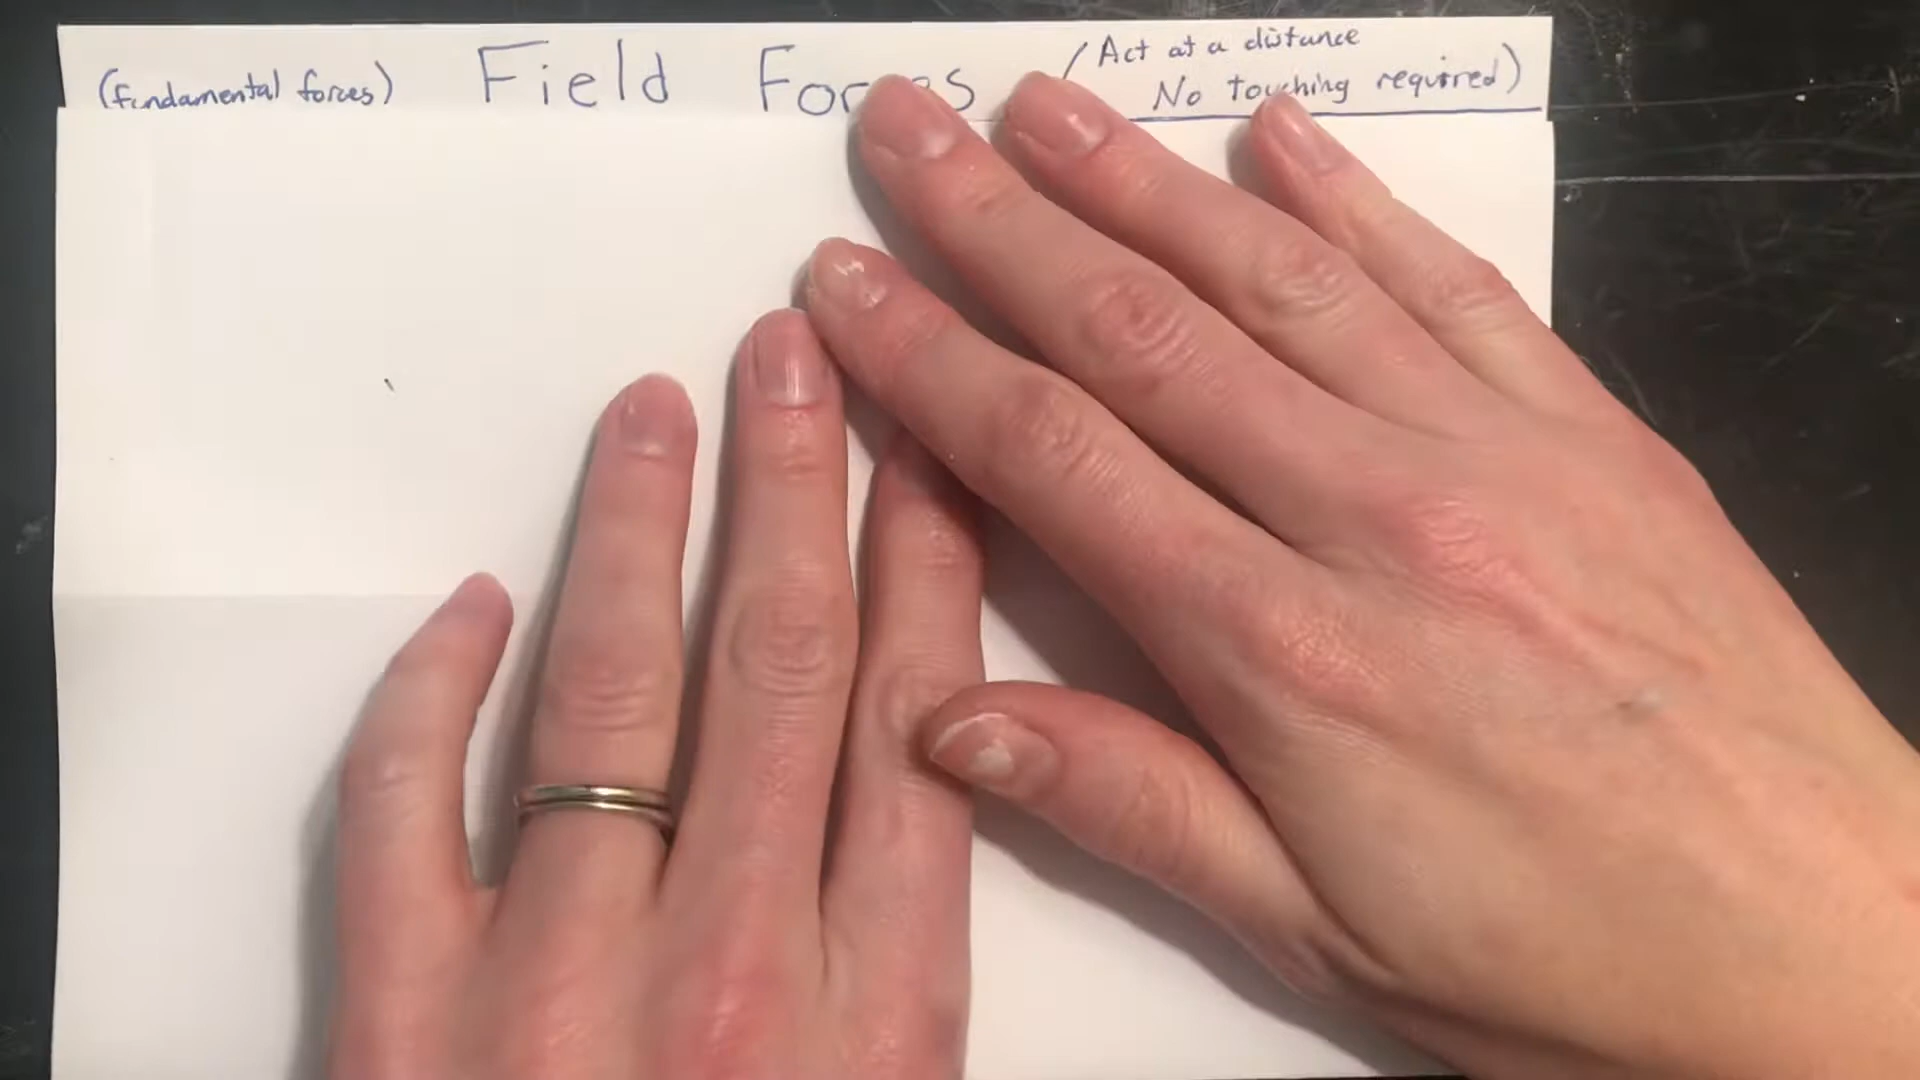 (fundamental forces) Field Forces (Act at a distance
No touching required)